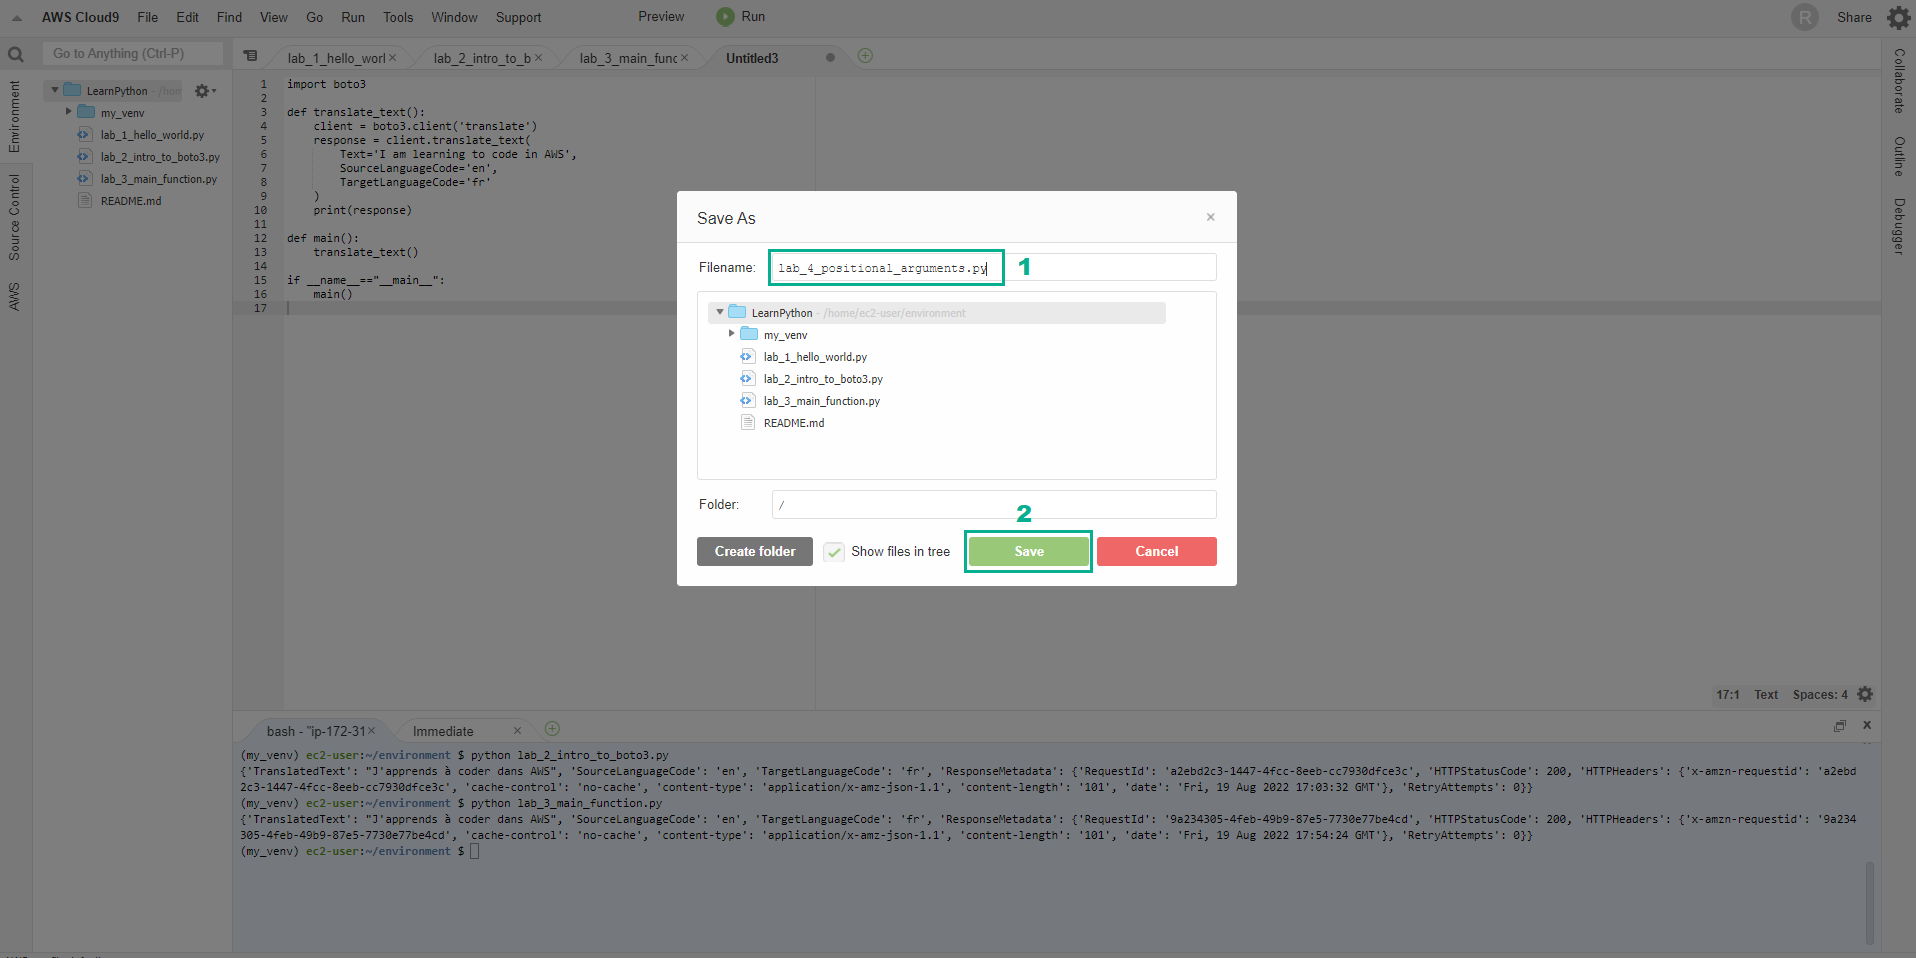 AWS Cloud9 File Edit Find View Go Run Tools Window Support Preview Run R Share
Go to Anything (Ctrl-P)
lab_1_hello_worl × lab_2_intro_to_b × lab_3_main_func × Untitled3
Environment
Source Control
AWS
LearnPython - /hom
my_venv
lab_1_hello_world.py
lab_2_intro_to_boto3.py
lab_3_main_function.py
README.md
1 import boto3
2
3 def translate_text():
4 client = boto3.client('translate')
5 response = client.translate_text(
6 Text='I am learning to code in AWS',
7 SourceLanguageCode='en',
8 TargetLanguageCode='fr'
9 )
10 print(response)
11
12 def main():
13 translate_text()
14
15 if __name__=="__main__":
16 main()
17
Save As ×
Filename: lab_4_positional_arguments.py 1
LearnPython - /home/ec2-user/environment
my_venv
lab_1_hello_world.py
lab_2_intro_to_boto3.py
lab_3_main_function.py
README.md
Folder: /
2
Create folder Show files in tree Save Cancel
Collaborate
Outline
Debugger
17:1 Text Spaces: 4
bash - "ip-172-31 × Immediate ×
(my_venv) ec2-user:~/environment $ python lab_2_intro_to_boto3.py
{'TranslatedText': "J'apprends à coder dans AWS", 'SourceLanguageCode': 'en', 'TargetLanguageCode': 'fr', 'ResponseMetadata': {'RequestId': 'a2ebd2c3-1447-4fcc-8eeb-cc7930dfce3c', 'HTTPStatusCode': 200, 'HTTPHeaders': {'x-amzn-requestid': 'a2ebd
2c3-1447-4fcc-8eeb-cc7930dfce3c', 'cache-control': 'no-cache', 'content-type': 'application/x-amz-json-1.1', 'content-length': '101', 'date': 'Fri, 19 Aug 2022 17:03:32 GMT'}, 'RetryAttempts': 0}}
(my_venv) ec2-user:~/environment $ python lab_3_main_function.py
{'TranslatedText': "J'apprends à coder dans AWS", 'SourceLanguageCode': 'en', 'TargetLanguageCode': 'fr', 'ResponseMetadata': {'RequestId': '9a234305-4feb-49b9-87e5-7730e77be4cd', 'HTTPStatusCode': 200, 'HTTPHeaders': {'x-amzn-requestid': '9a234
305-4feb-49b9-87e5-7730e77be4cd', 'cache-control': 'no-cache', 'content-type': 'application/x-amz-json-1.1', 'content-length': '101', 'date': 'Fri, 19 Aug 2022 17:54:24 GMT'}, 'RetryAttempts': 0}}
(my_venv) ec2-user:~/environment $